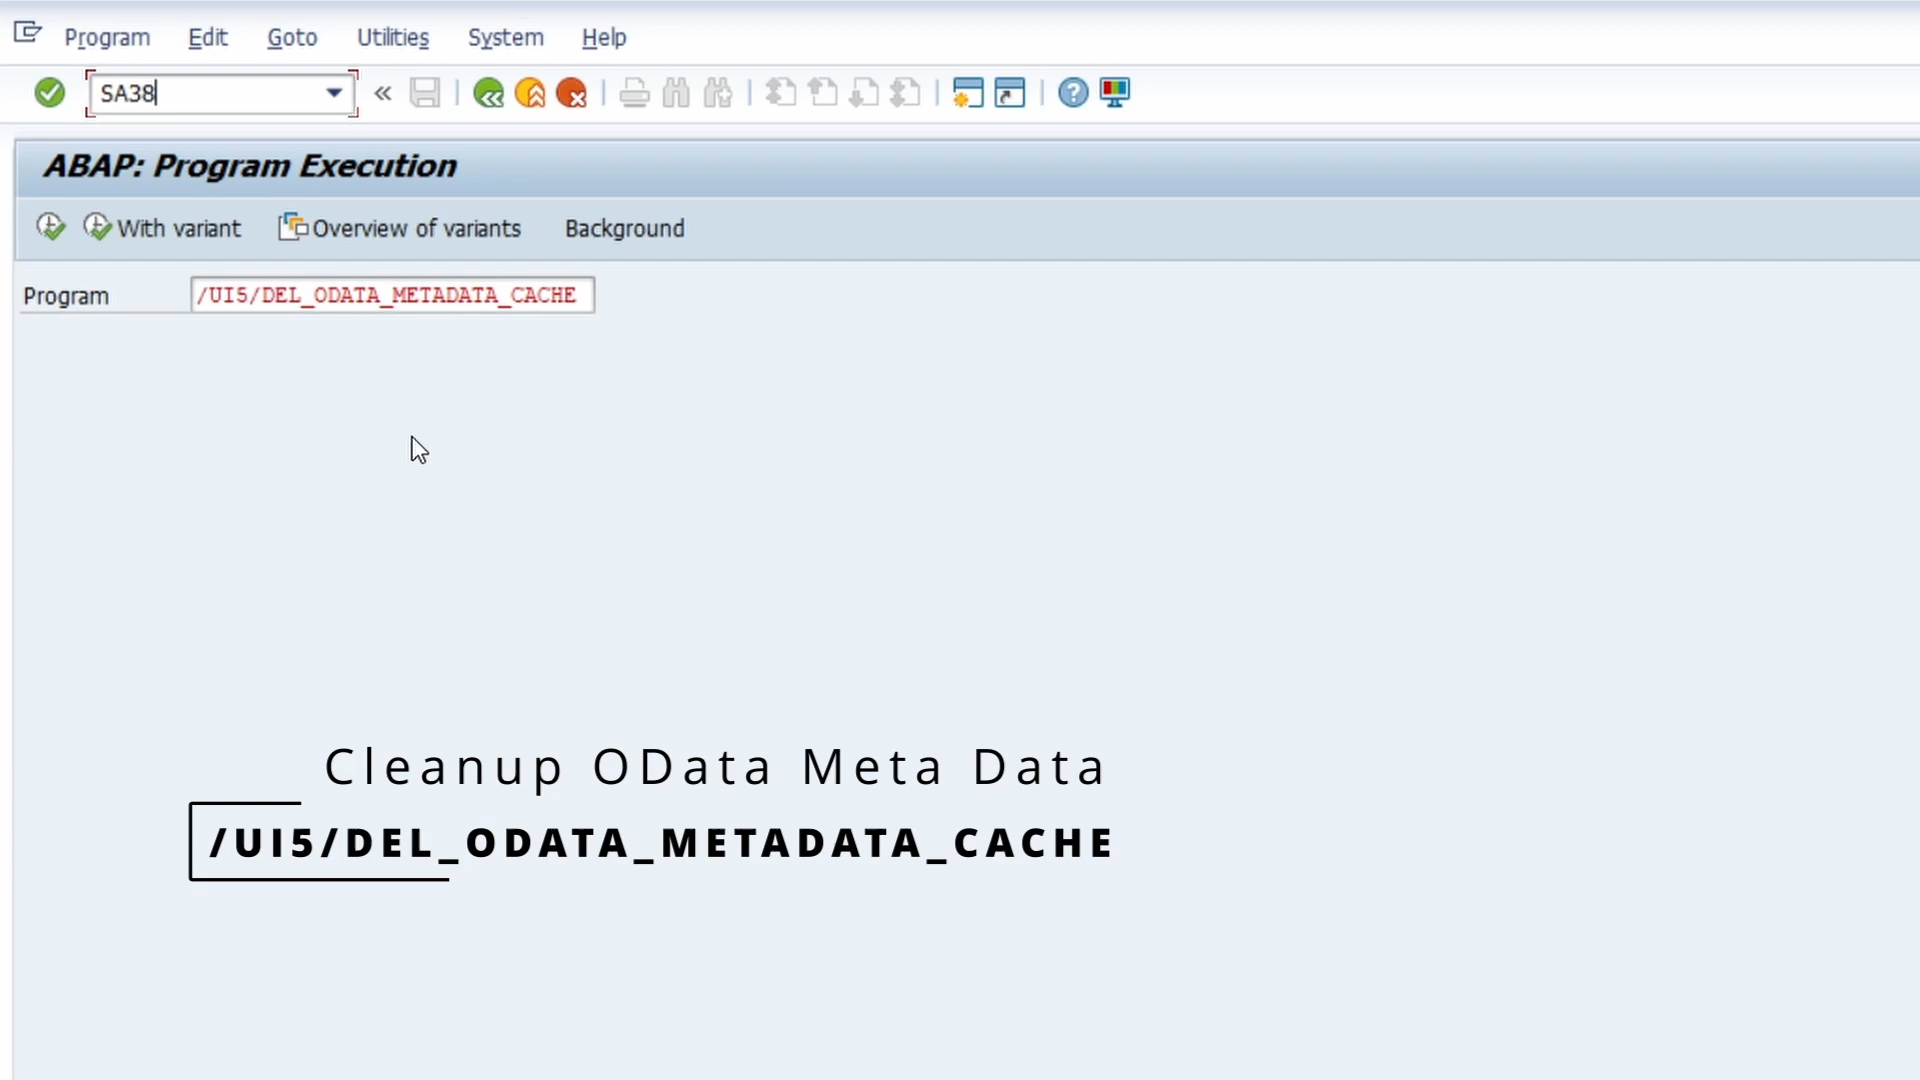 Program Edit Goto Utilities System Help
SA38
ABAP: Program Execution
With variant Overview of variants Background
Program /UI5/DEL_ODATA_METADATA_CACHE
Cleanup OData Meta Data
/UI5/DEL_ODATA_METADATA_CACHE